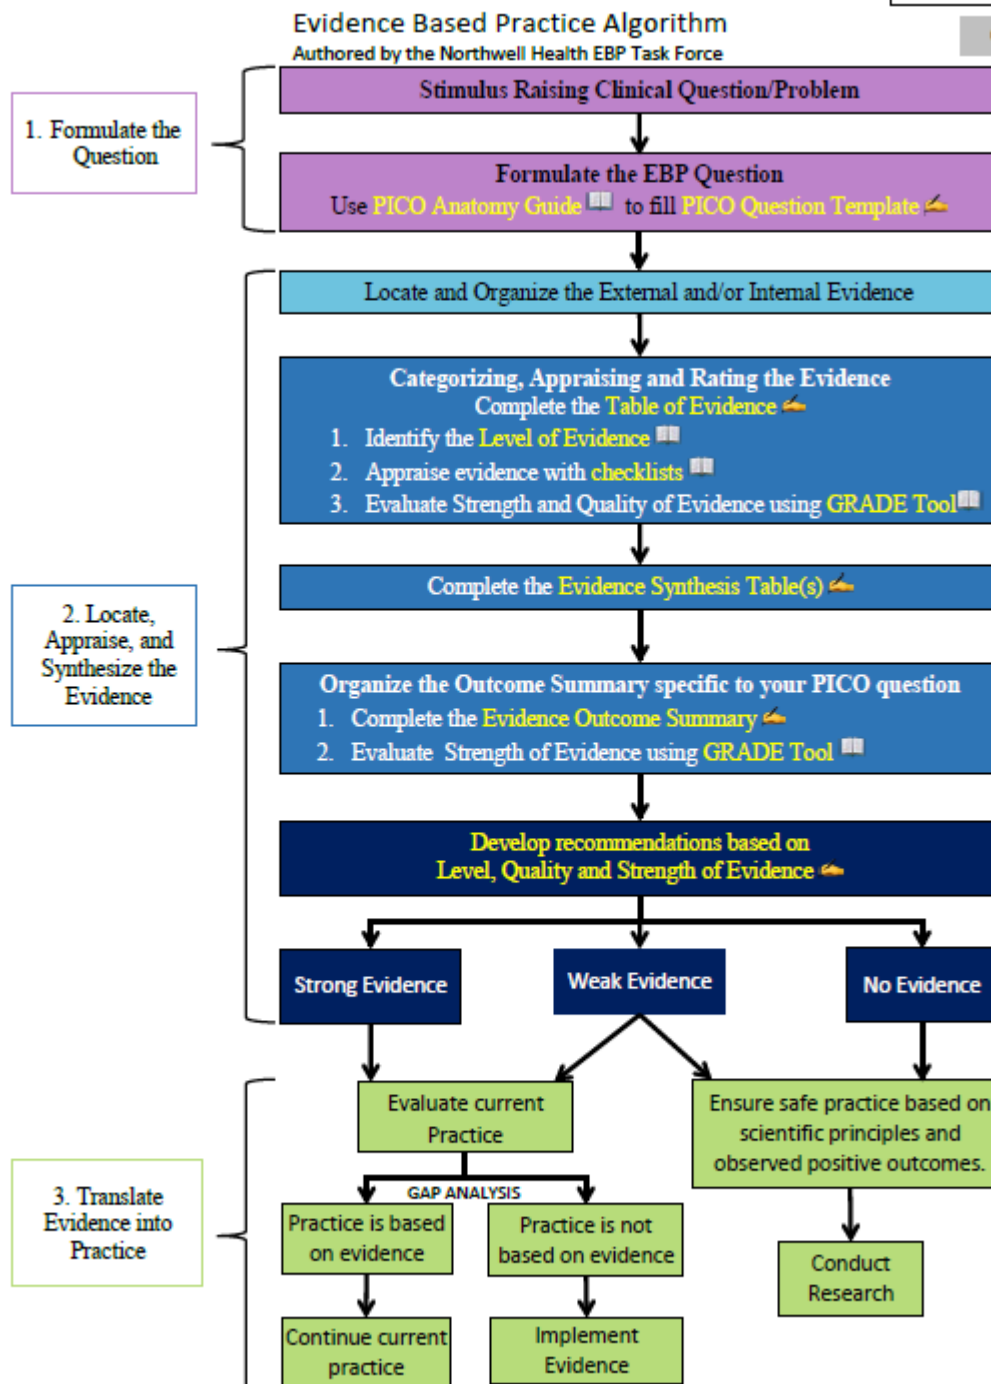 Evidence Based Practice Algorithm
Authored by the Northwell Health EBP Task Force
1. Formulate the
Question
Stimulus Raising Clinical Question/Problem
Formulate the EBP Question
Use PICO Anatomy Guide to fill PICO Question Template
2. Locate,
Appraise, and
Synthesize the
Evidence
Locate and Organize the External and/or Internal Evidence
Categorizing, Appraising and Rating the Evidence
Complete the Table of Evidence
1. Identify the Level of Evidence
2. Appraise evidence with checklists
3. Evaluate Strength and Quality of Evidence using GRADE Tool
Complete the Evidence Synthesis Table(s)
Organize the Outcome Summary specific to your PICO question
1. Complete the Evidence Outcome Summary
2. Evaluate Strength of Evidence using GRADE Tool
Develop recommendations based on
Level, Quality and Strength of Evidence
Strong Evidence
Weak Evidence
No Evidence
3. Translate
Evidence into
Practice
Evaluate current
Practice
Ensure safe practice based on
scientific principles and
observed positive outcomes.
GAP ANALYSIS
Practice is based
on evidence
Practice is not
based on evidence
Conduct
Research
Continue current
practice
Implement
Evidence